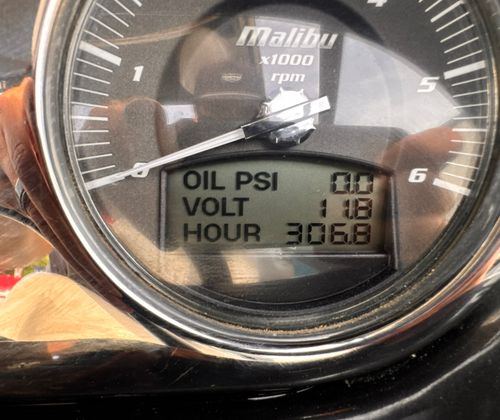 4
Malibu
x1000
rpm
1
5
0
6
OIL PSI 0.0
VOLT 11.8
HOUR 306.8